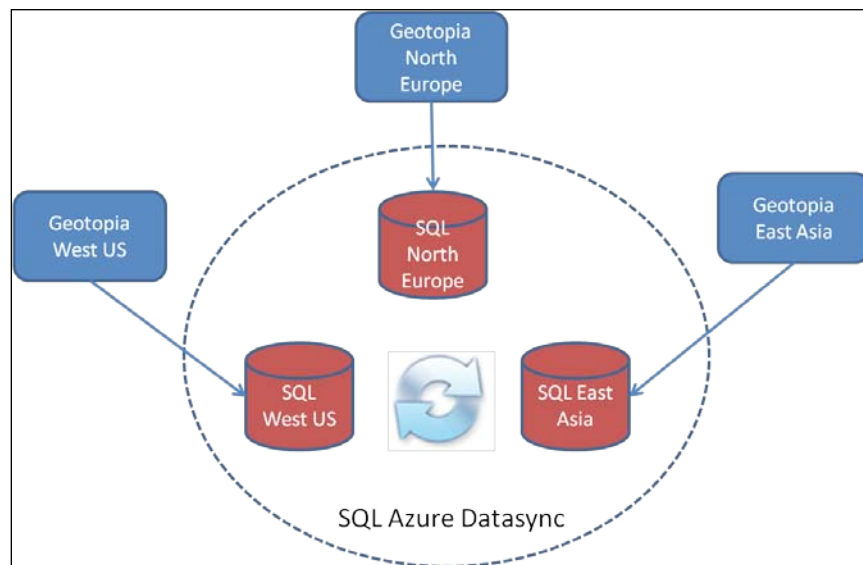 Geotopia
North
Europe
Geotopia
West US
Geotopia
East Asia
SQL
North
Europe
SQL
West US
SQL East
Asia
SQL Azure Datasync